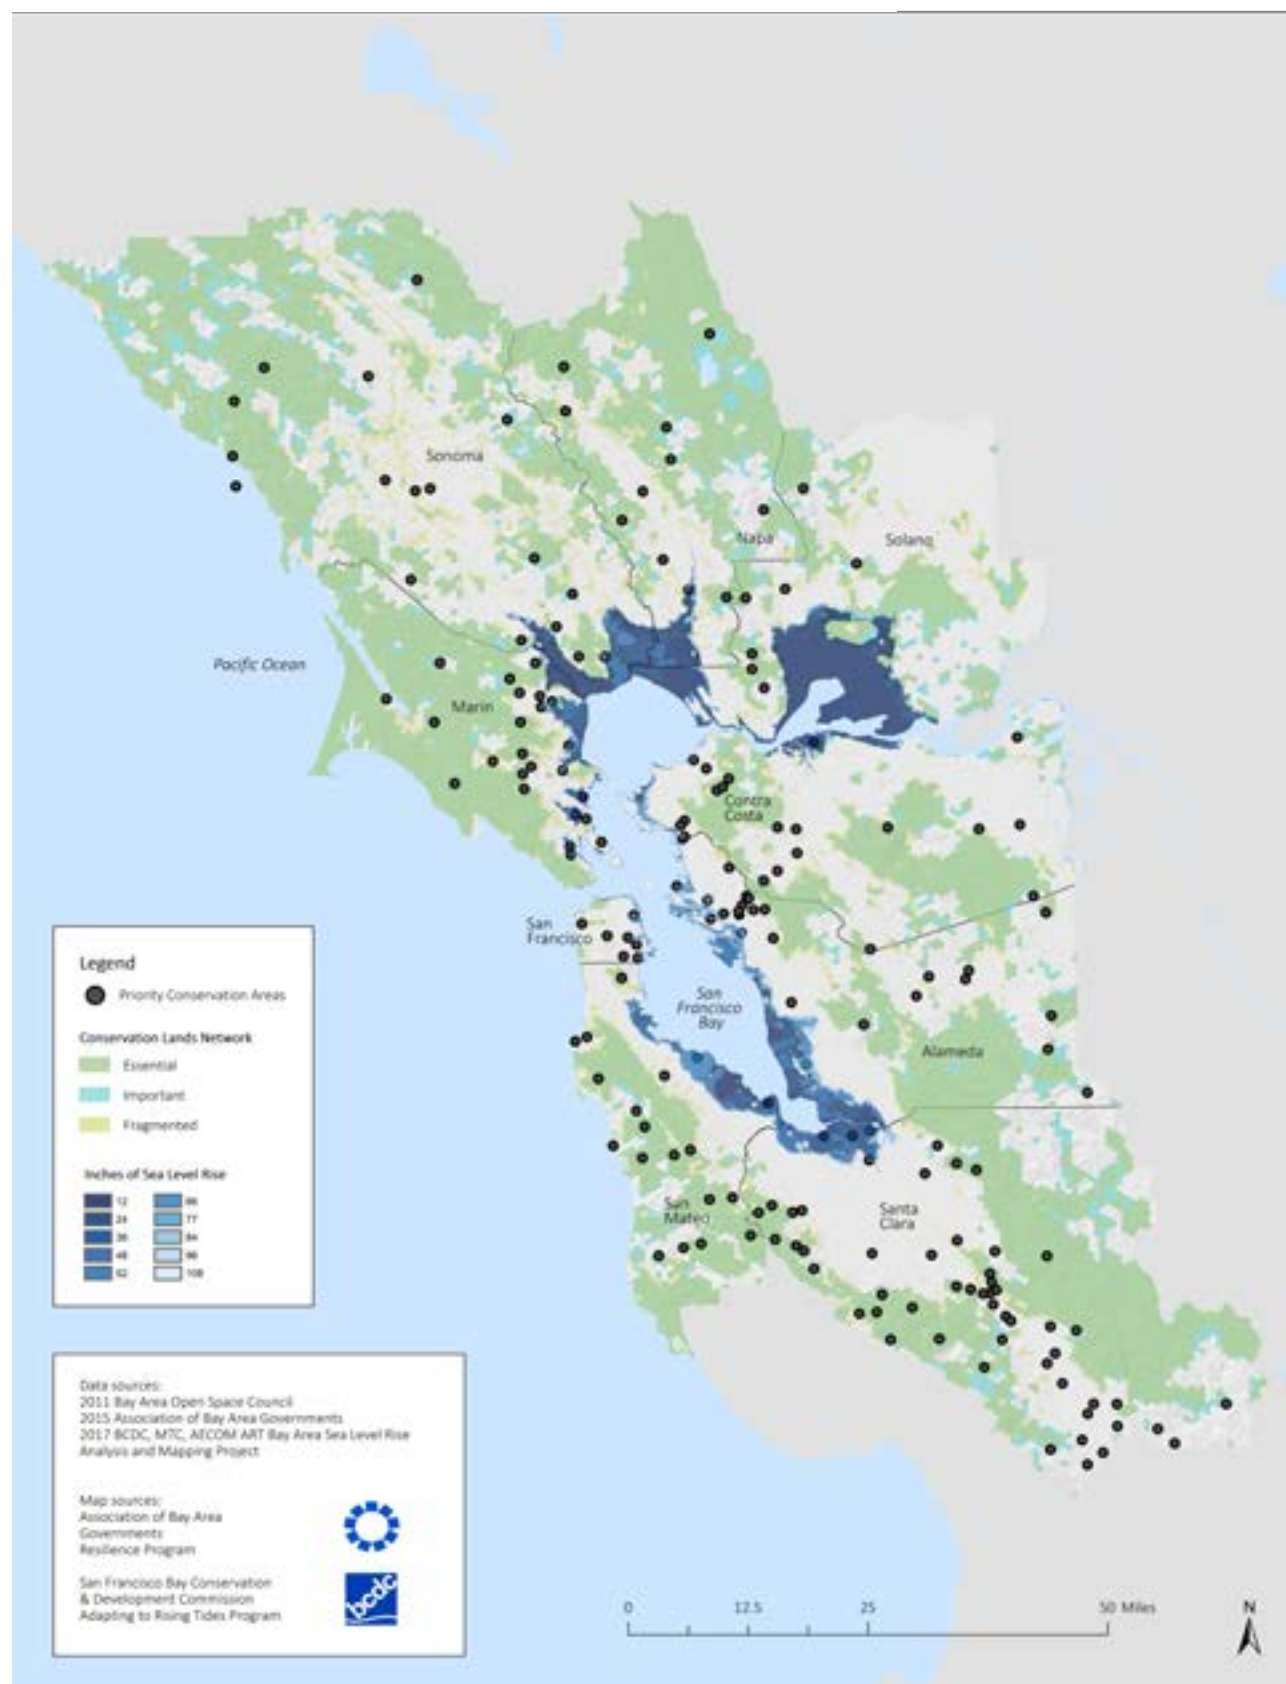 Sonoma
Napa
Solano
Pacific Ocean
Marin
Contra
Costa
San
Francisco
San
Francisco
Bay
Alameda
San
Mateo
Santa
Clara
Legend
Priority Conservation Areas
Conservation Lands Network
Essential
Important
Fragmented
Inches of Sea Level Rise
12
24
36
48
52
66
77
84
96
108
Data sources:
2011 Bay Area Open Space Council
2015 Association of Bay Area Governments
2017 BCDC, MTC, AECOM ART Bay Area Sea Level Rise
Analysis and Mapping Project
Map sources:
Association of Bay Area
Governments
Resilience Program
San Francisco Bay Conservation
& Development Commission
Adapting to Rising Tides Program
bcdc
0 12.5 25 50 Miles
N